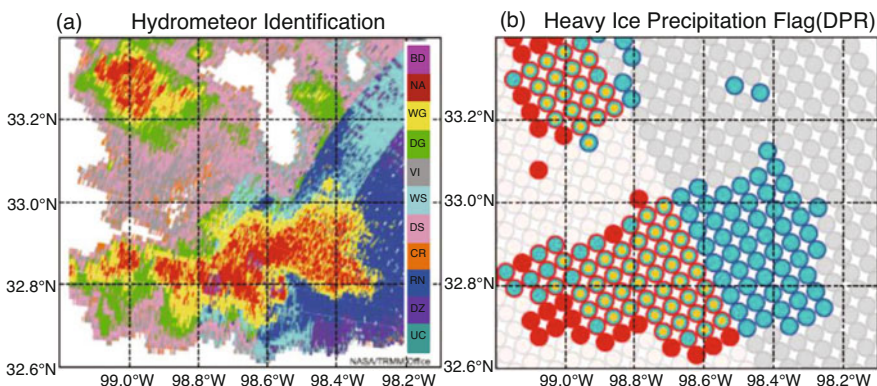 (a) Hydrometeor Identification
(b) Heavy Ice Precipitation Flag(DPR)
BD
NA
WG
DG
VI
WS
DS
CR
RN
DZ
UC
33.2°N
33.0°N
32.8°N
32.6°N
NASA/TRMM Office
99.0°W 98.8°W 98.6°W 98.4°W 98.2°W
33.2°N
33.0°N
32.8°N
32.6°N
99.0°W 98.8°W 98.6°W 98.4°W 98.2°W